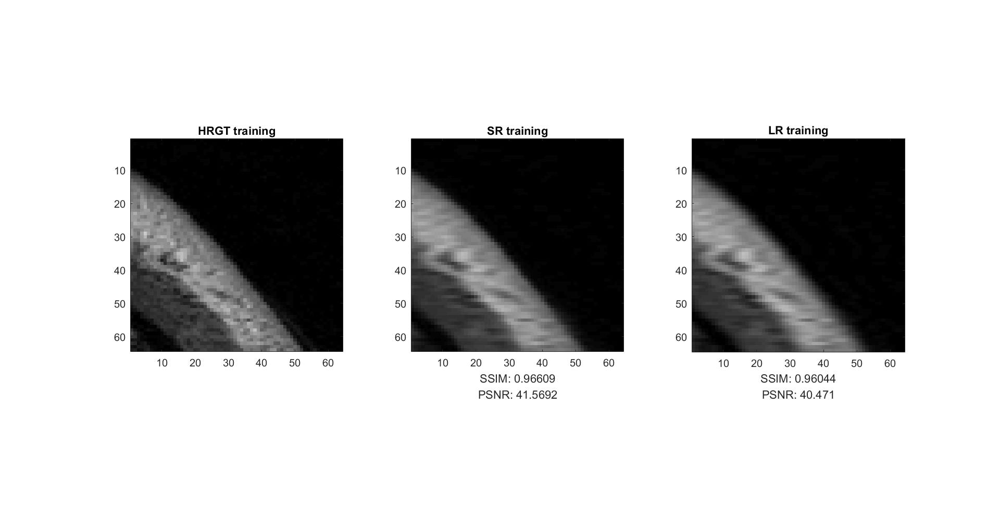 HRGT training
10
20
30
40
50
60
10 20 30 40 50 60
SR training
10
20
30
40
50
60
10 20 30 40 50 60
SSIM: 0.96609
PSNR: 41.5692
LR training
10
20
30
40
50
60
10 20 30 40 50 60
SSIM: 0.96044
PSNR: 40.471